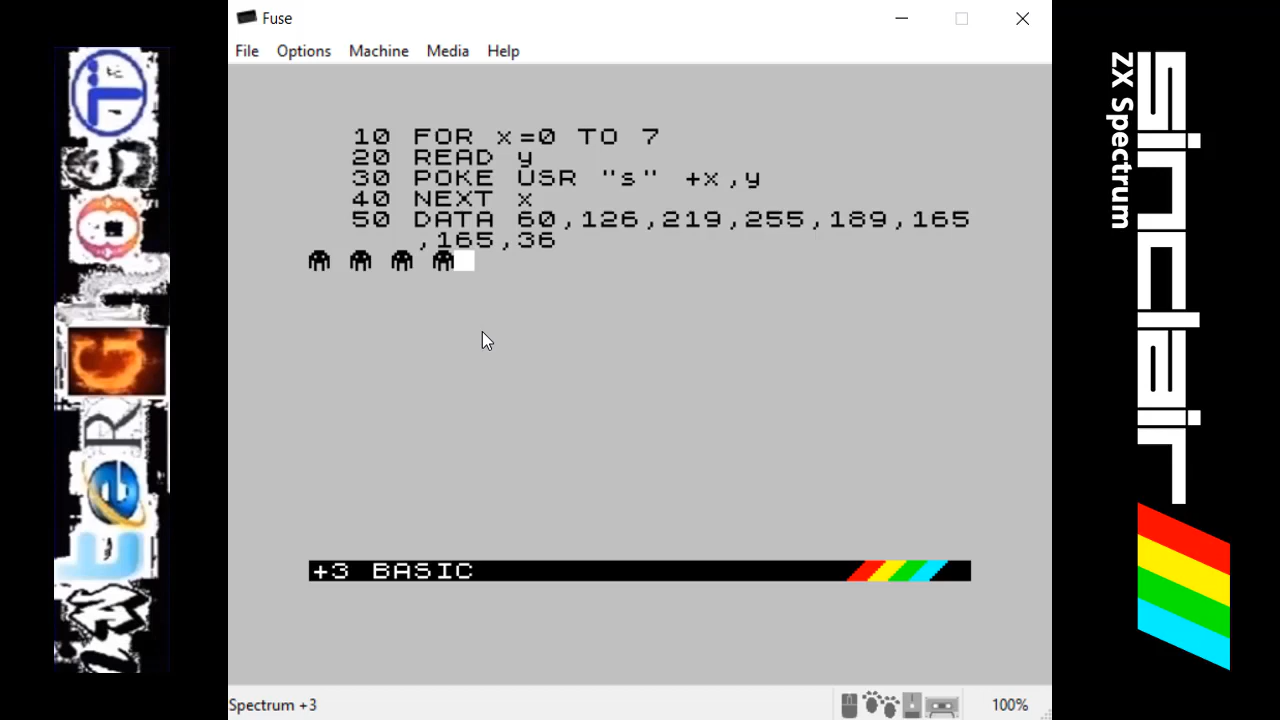 Fuse
File Options Machine Media Help
10 FOR x=0 TO 7
20 READ y
30 POKE USR "s" +x,y
40 NEXT x
50 DATA 60,126,219,255,189,165
,165,36
+3 BASIC
Spectrum +3
100%
sinclair
ZX Spectrum